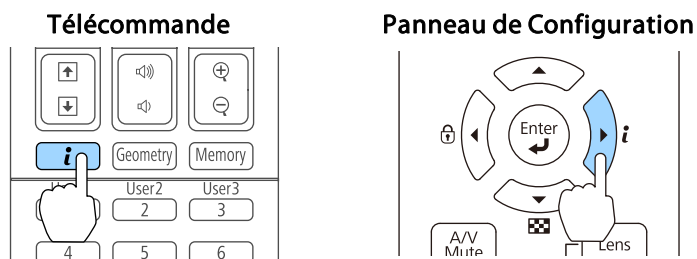 Télécommande
Panneau de Configuration
i
Geometry
Memory
User2
User3
2
3
4
5
6
Enter
i
A/V
Mute
Lens